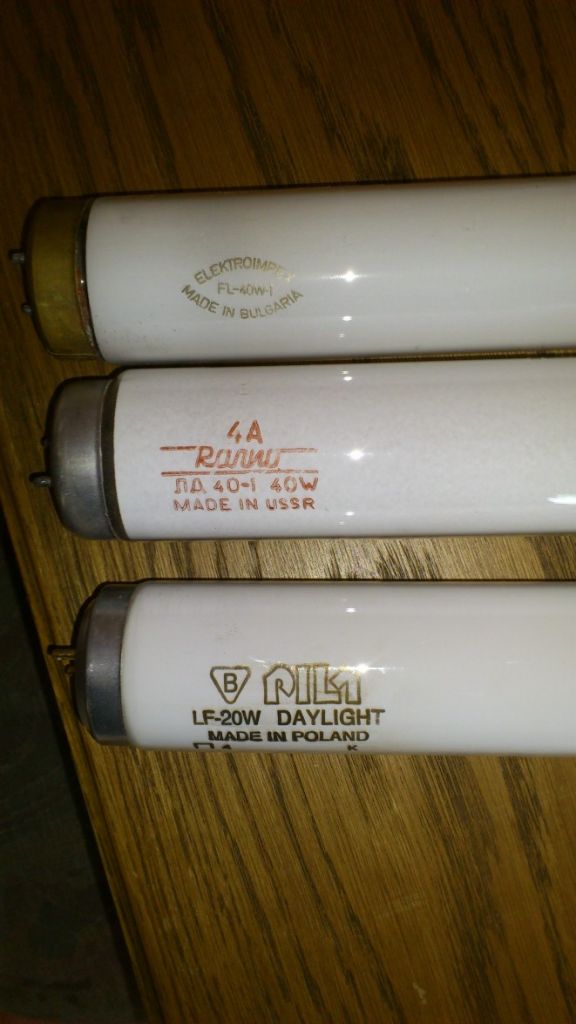 ELEKTROIMPEX
FL-40W-1
MADE IN BULGARIA
4A
ЛД 40-1 40W
MADE IN USSR
B PILA
LF-20W DAYLIGHT
MADE IN POLAND
K